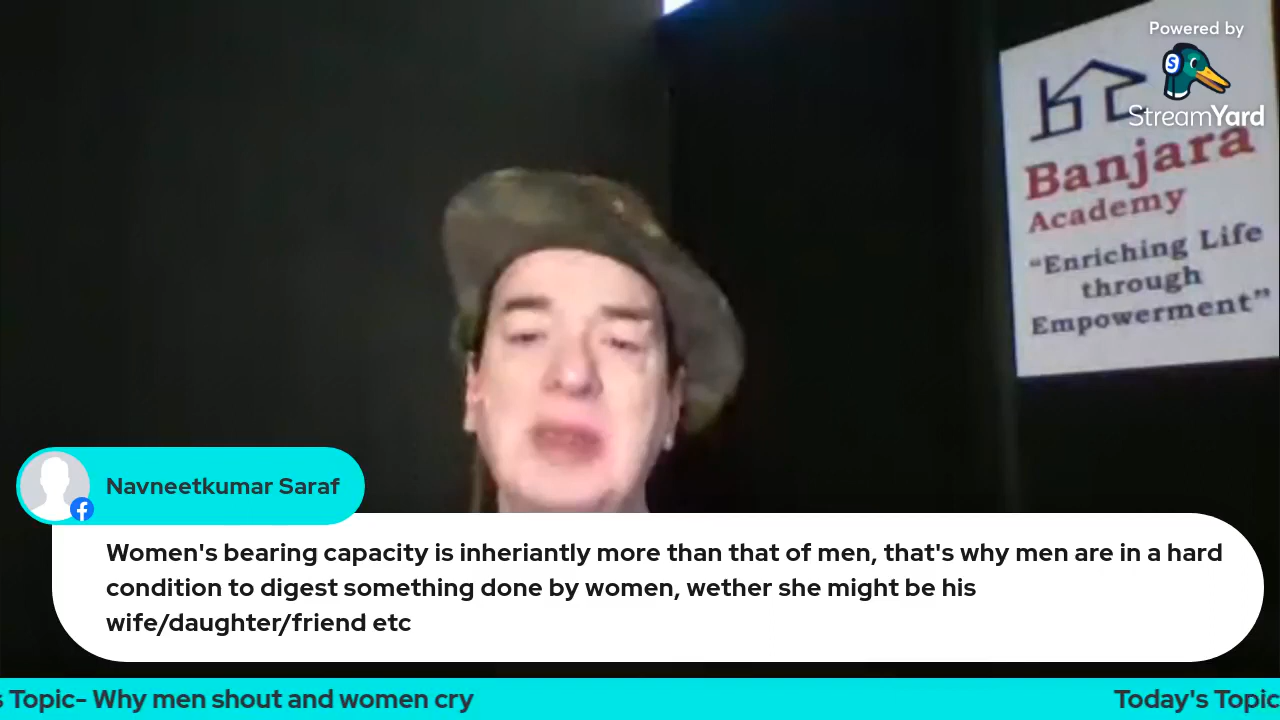 Powered by
S
StreamYard
Banjara
Academy
“Enriching Life
through
Empowerment”
Navneetkumar Saraf
Women's bearing capacity is inheriantly more than that of men, that's why men are in a hard
condition to digest something done by women, wether she might be his
wife/daughter/friend etc
s Topic- Why men shout and women cry
Today's Topic